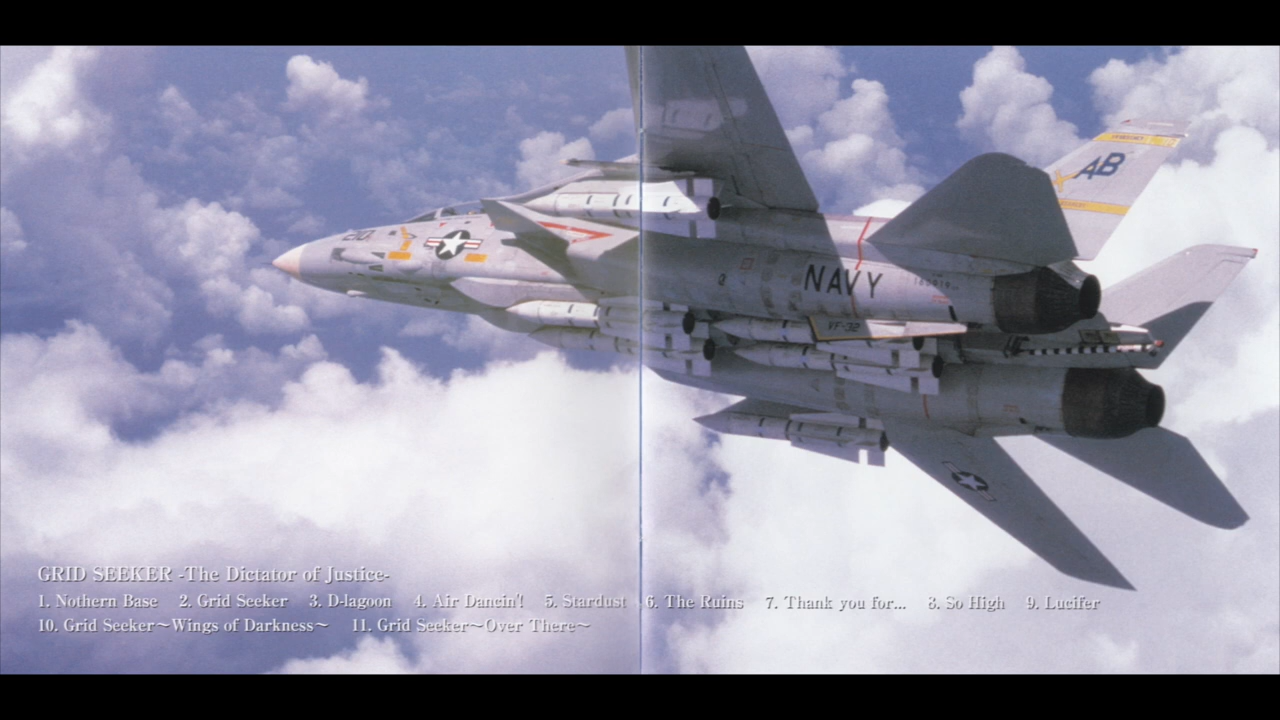 AB
210
NAVY
VF-32
GRID SEEKER -The Dictator of Justice-
1. Nothern Base 2. Grid Seeker 3. D-lagoon 4. Air Dancin'! 5. Stardust 6. The Ruins 7. Thank you for... 8. So High 9. Lucifer
10. Grid Seeker～Wings of Darkness～ 11. Grid Seeker～Over There～